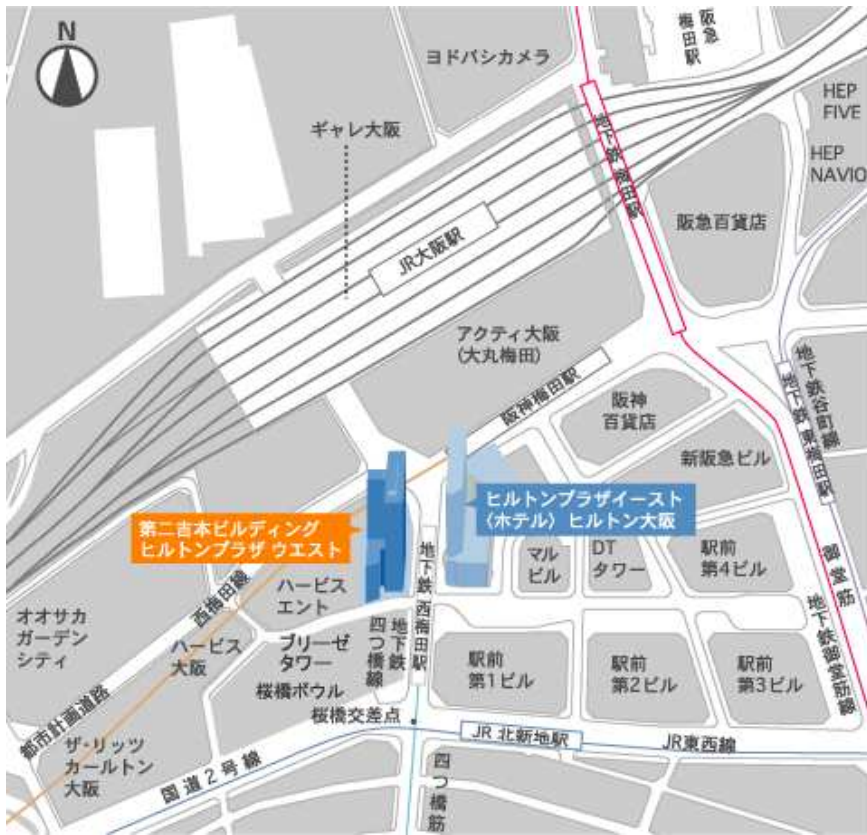 N
ヨドバシカメラ
阪急
梅田駅
HEP
FIVE
HEP
NAVIO
ギャレ大阪
地下鉄 梅田駅
阪急百貨店
JR大阪駅
アクティ大阪
(大丸梅田)
阪神梅田駅
阪神
百貨店
地下鉄谷町線
地下鉄 東梅田駅
新阪急ビル
ヒルトンプラザイースト
〈ホテル〉ヒルトン大阪
第二吉本ビルディング
ヒルトンプラザ ウエスト
マル
ビル
DT
タワー
駅前
第4ビル
御堂筋
地下鉄御堂筋線
西梅田線
ハービス
エント
地下鉄 西梅田駅
地下鉄
四つ橋線
オオサカ
ガーデン
シティ
ハービス
大阪
ブリーゼ
タワー
駅前
第1ビル
駅前
第2ビル
駅前
第3ビル
桜橋ボウル
桜橋交差点
都市計画道路
ザ・リッツ
カールトン
大阪
国道2号線
JR 北新地駅
JR東西線
四つ橋筋